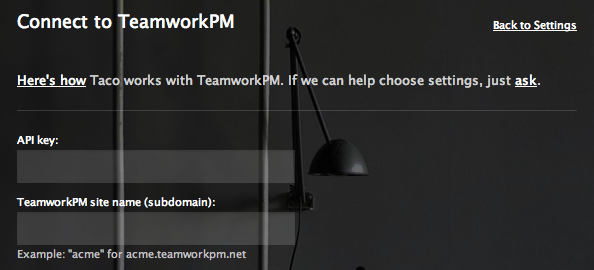 Connect to TeamworkPM
Back to Settings
Here's how Taco works with TeamworkPM. If we can help choose settings, just ask.
API key:
TeamworkPM site name (subdomain):
Example: "acme" for acme.teamworkpm.net